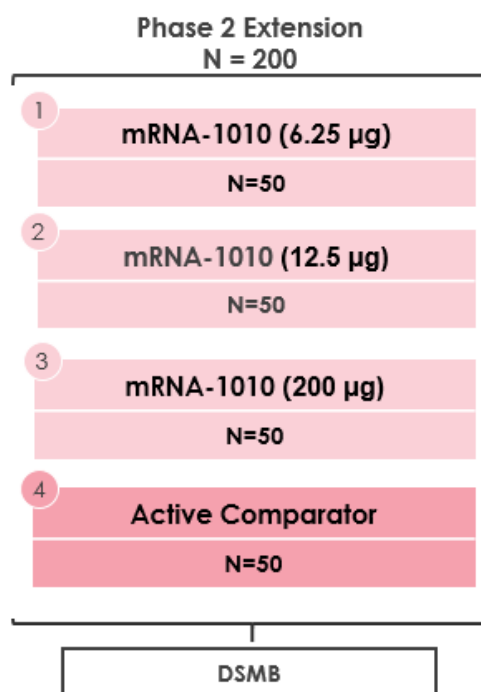 Phase 2 Extension
N = 200
1
mRNA-1010 (6.25 µg)
N=50
2
mRNA-1010 (12.5 µg)
N=50
3
mRNA-1010 (200 µg)
N=50
4
Active Comparator
N=50
DSMB